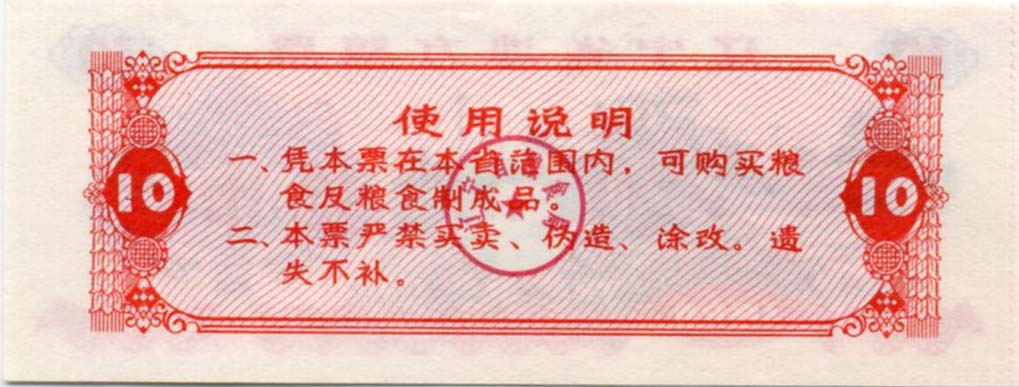 使用说明
一、凭本票在本省范围内，可购买粮
食及粮食制成品。
二、本票严禁买卖、伪造、涂改。遗
失不补。
10
10